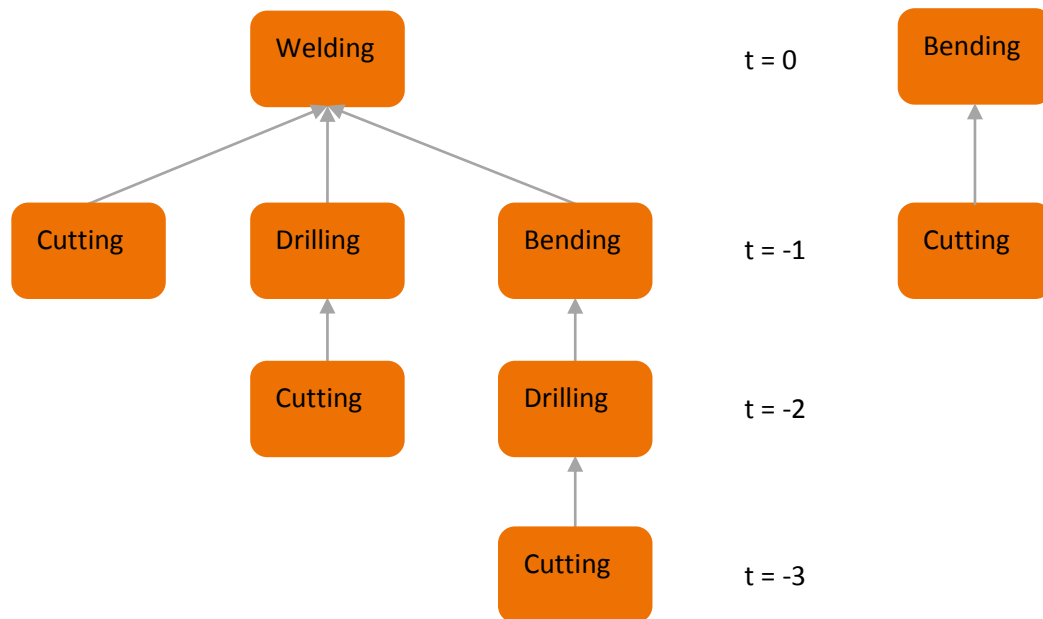 Welding
t = 0
Bending
Cutting
Drilling
Bending
t = -1
Cutting
Cutting
Drilling
t = -2
Cutting
t = -3